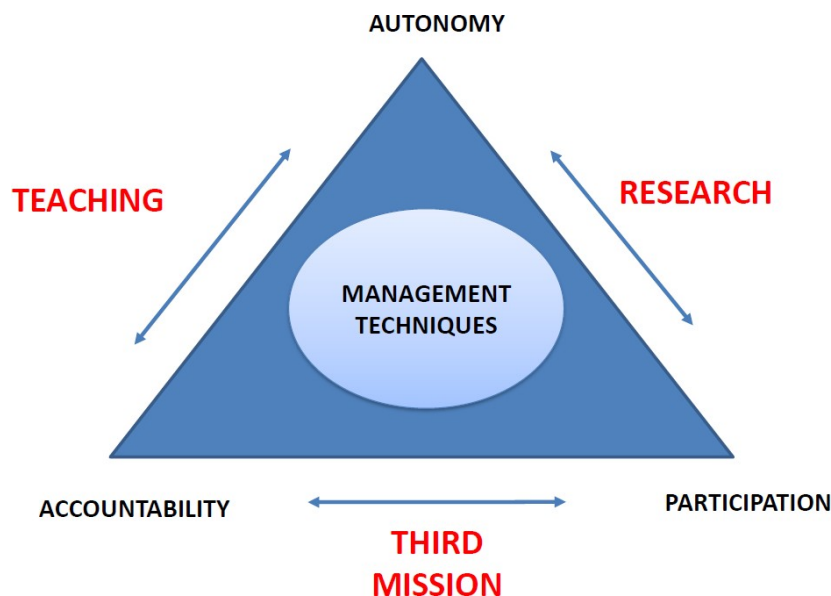 AUTONOMY
TEACHING
RESEARCH
MANAGEMENT
TECHNIQUES
ACCOUNTABILITY
PARTICIPATION
THIRD
MISSION